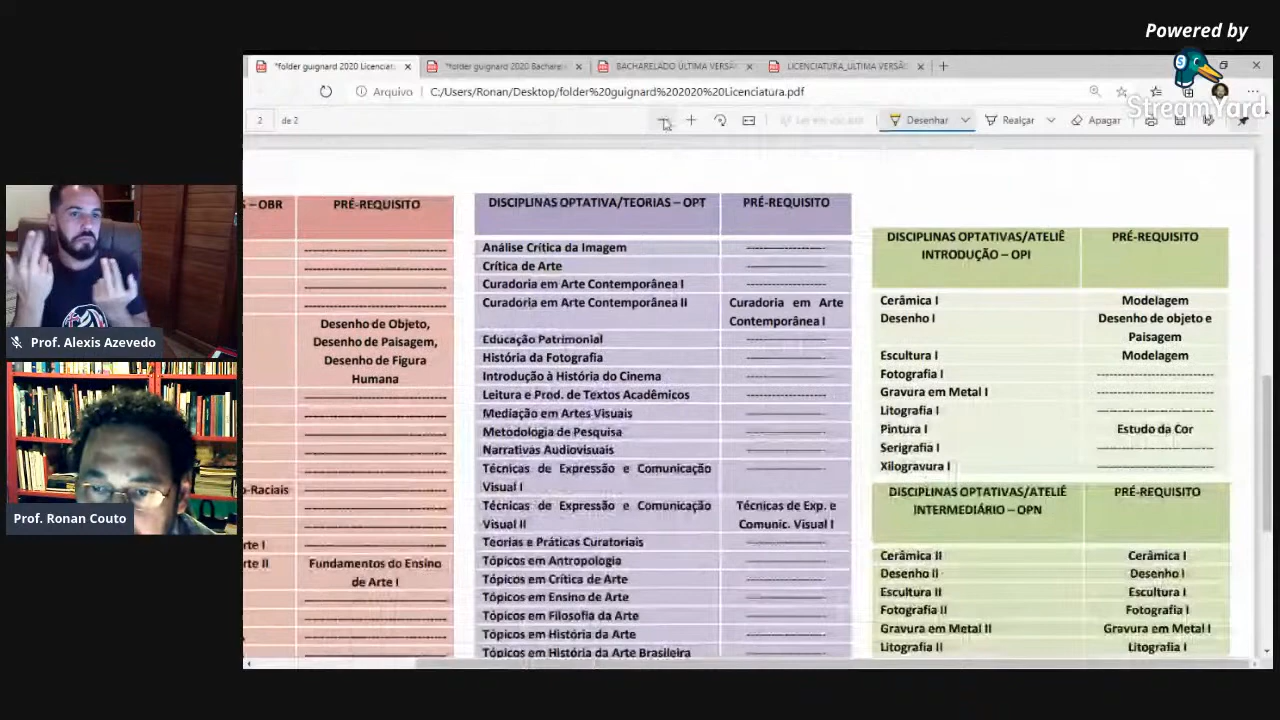 Powered by
StreamYard
*folder guignard 2020 Licenciat
*folder guignard 2020 Bachare
BACHARELADO ÚLTIMA VERSÃ
LICENCIATURA_ULTIMA VERSÃO
Arquivo
C:/Users/Ronan/Desktop/folder%20guignard%202020%20Licenciatura.pdf
2 de 2
Desenhar
Realçar
Apagar
S – OBR PRÉ-REQUISITO
Desenho de Objeto,
Desenho de Paisagem,
Desenho de Figura
Humana
o-Raciais
rte I
rte II Fundamentos do Ensino
de Arte I
DISCIPLINAS OPTATIVA/TEORIAS – OPT PRÉ-REQUISITO
Análise Crítica da Imagem
Crítica de Arte
Curadoria em Arte Contemporânea I
Curadoria em Arte Contemporânea II Curadoria em Arte
Contemporânea I
Educação Patrimonial
História da Fotografia
Introdução à História do Cinema
Leitura e Prod. de Textos Acadêmicos
Mediação em Artes Visuais
Metodologia de Pesquisa
Narrativas Audiovisuais
Técnicas de Expressão e Comunicação
Visual I
Técnicas de Expressão e Comunicação Técnicas de Exp. e
Visual II Comunic. Visual I
Teorias e Práticas Curatoriais
Tópicos em Antropologia
Tópicos em Crítica de Arte
Tópicos em Ensino de Arte
Tópicos em Filosofia da Arte
Tópicos em História da Arte
Tópicos em História da Arte Brasileira
DISCIPLINAS OPTATIVAS/ATELIÊ PRÉ-REQUISITO
INTRODUÇÃO – OPI
Cerâmica I Modelagem
Desenho I Desenho de objeto e
Paisagem
Escultura I Modelagem
Fotografia I
Gravura em Metal I
Litografia I
Pintura I Estudo da Cor
Serigrafia I
Xilogravura I
DISCIPLINAS OPTATIVAS/ATELIÊ PRÉ-REQUISITO
INTERMEDIÁRIO – OPN
Cerâmica II Cerâmica I
Desenho II Desenho I
Escultura II Escultura I
Fotografia II Fotografia I
Gravura em Metal II Gravura em Metal I
Litografia II Litografia I
Prof. Alexis Azevedo
Prof. Ronan Couto